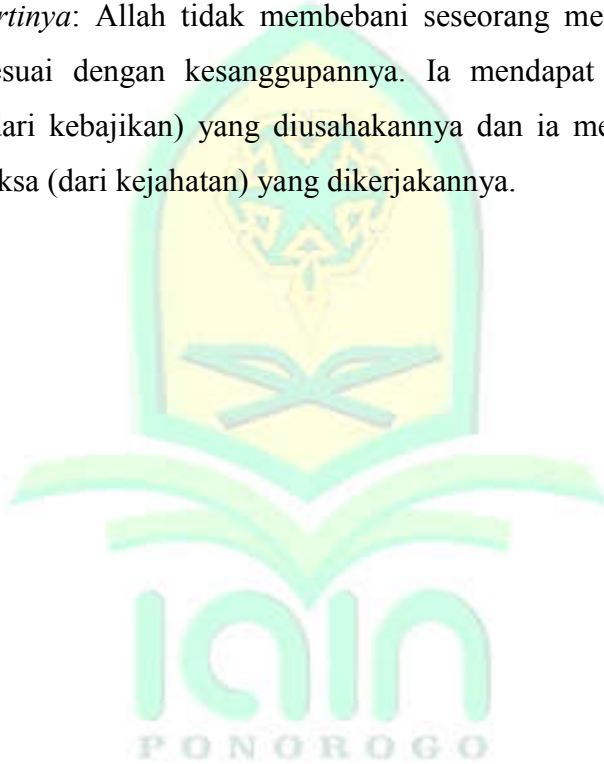 rtinya: Allah tidak membebani seseorang me
esuai dengan kesanggupannya. Ia mendapat
ari kebajikan) yang diusahakannya dan ia me
ksa (dari kejahatan) yang dikerjakannya.
iain
PONOROGO